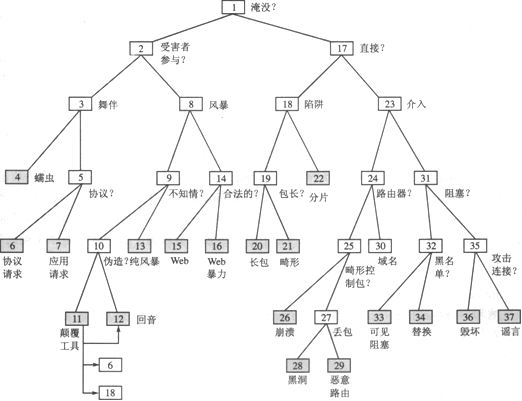 1 淹没？
2 受害者
参与？
17 直接？
3 舞伴
8 风暴
18 陷阱
23 介入
4 蠕虫
5
协议？
9
不知情？
14
合法的？
19
包长？
22
分片
24
路由器？
31
阻塞？
6
协议
请求
7
应用
请求
10
伪造？
13
纯风暴
15
Web
16
Web
暴力
20
长包
21
畸形
25
畸形控
制包？
30
域名
32
黑名
单？
35
攻击
连接？
11
颠覆
工具
12 回音
26
崩溃
27
丢包
33
可见
阻塞
34
替换
36
毁坏
37
谣言
6
28
黑洞
29
恶意
路由
18